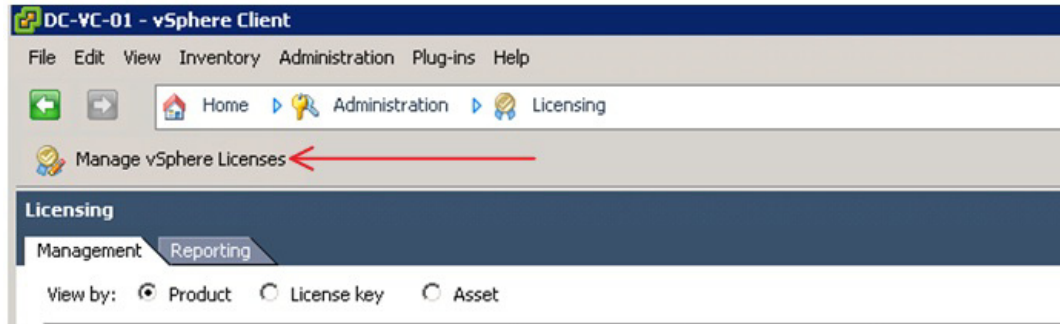 DC-VC-01 - vSphere Client
File Edit View Inventory Administration Plug-ins Help
Home Administration Licensing
Manage vSphere Licenses
Licensing
Management Reporting
View by: Product License key Asset